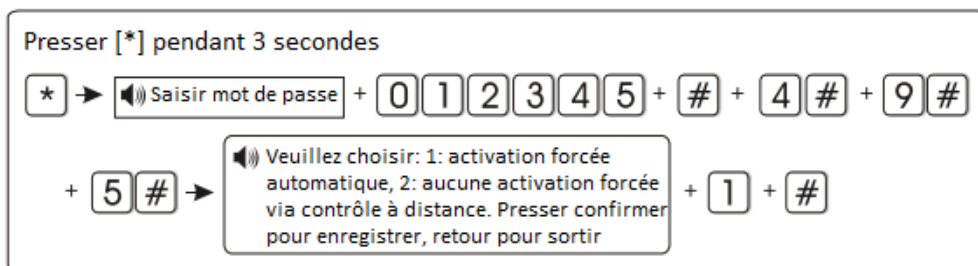 Presser [*] pendant 3 secondes
* Saisir mot de passe + 0 1 2 3 4 5 + # + 4 # + 9 #
+ 5 # Veuillez choisir: 1: activation forcée
automatique, 2: aucune activation forcée
via contrôle à distance. Presser confirmer
pour enregistrer, retour pour sortir + 1 + #